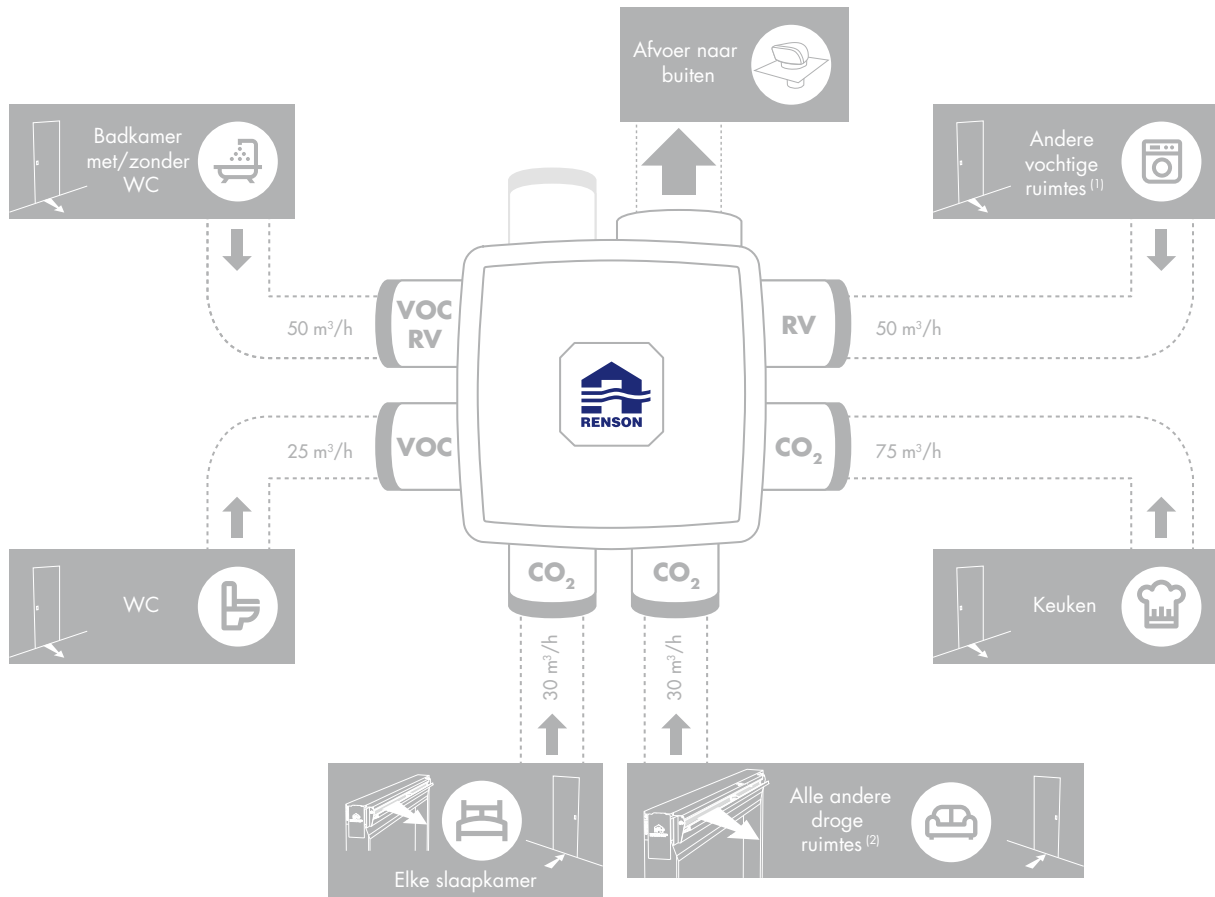 Afvoer naar
buiten
Badkamer
met/zonder
WC
Andere
vochtige
ruimtes (1)
VOC
RV
50 m³/h
RV
50 m³/h
RENSON
VOC
25 m³/h
CO₂
75 m³/h
WC
CO₂
CO₂
Keuken
30 m³/h
30 m³/h
Elke slaapkamer
Alle andere
droge
ruimtes (2)